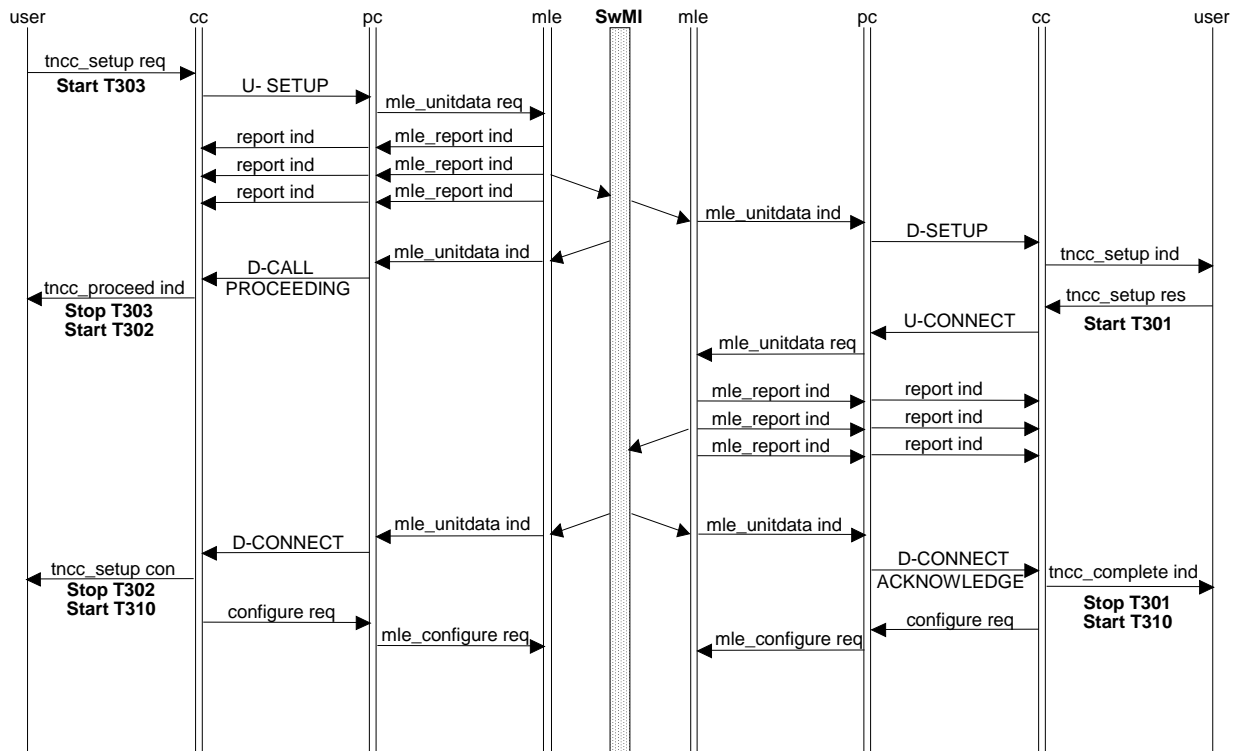 user cc pc mle SwMI mle pc cc user
tncc_setup req
Start T303
U- SETUP
mle_unitdata req
report ind
mle_report ind
report ind
mle_report ind
report ind
mle_report ind
mle_unitdata ind
D-SETUP
mle_unitdata ind
tncc_setup ind
D-CALL
PROCEEDING
tncc_proceed ind
Stop T303
Start T302
tncc_setup res
Start T301
U-CONNECT
mle_unitdata req
mle_report ind
report ind
mle_report ind
report ind
mle_report ind
report ind
mle_unitdata ind
mle_unitdata ind
D-CONNECT
D-CONNECT
ACKNOWLEDGE
tncc_setup con
Stop T302
Start T310
tncc_complete ind
Stop T301
Start T310
configure req
configure req
mle_configure req
mle_configure req